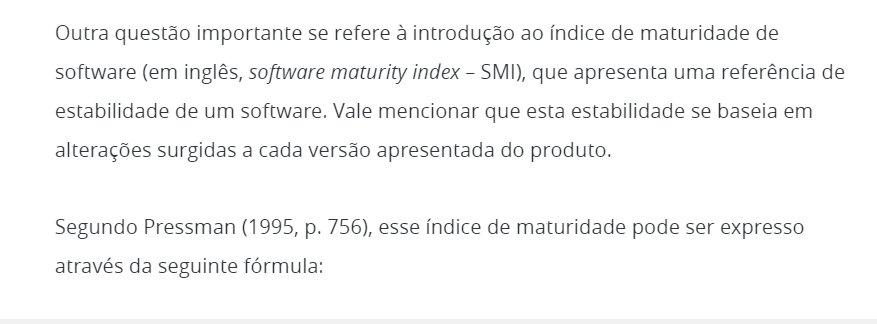 Outra questão importante se refere à introdução ao índice de maturidade de
software (em inglês, software maturity index – SMI), que apresenta uma referência de
estabilidade de um software. Vale mencionar que esta estabilidade se baseia em
alterações surgidas a cada versão apresentada do produto.
Segundo Pressman (1995, p. 756), esse índice de maturidade pode ser expresso
através da seguinte fórmula: